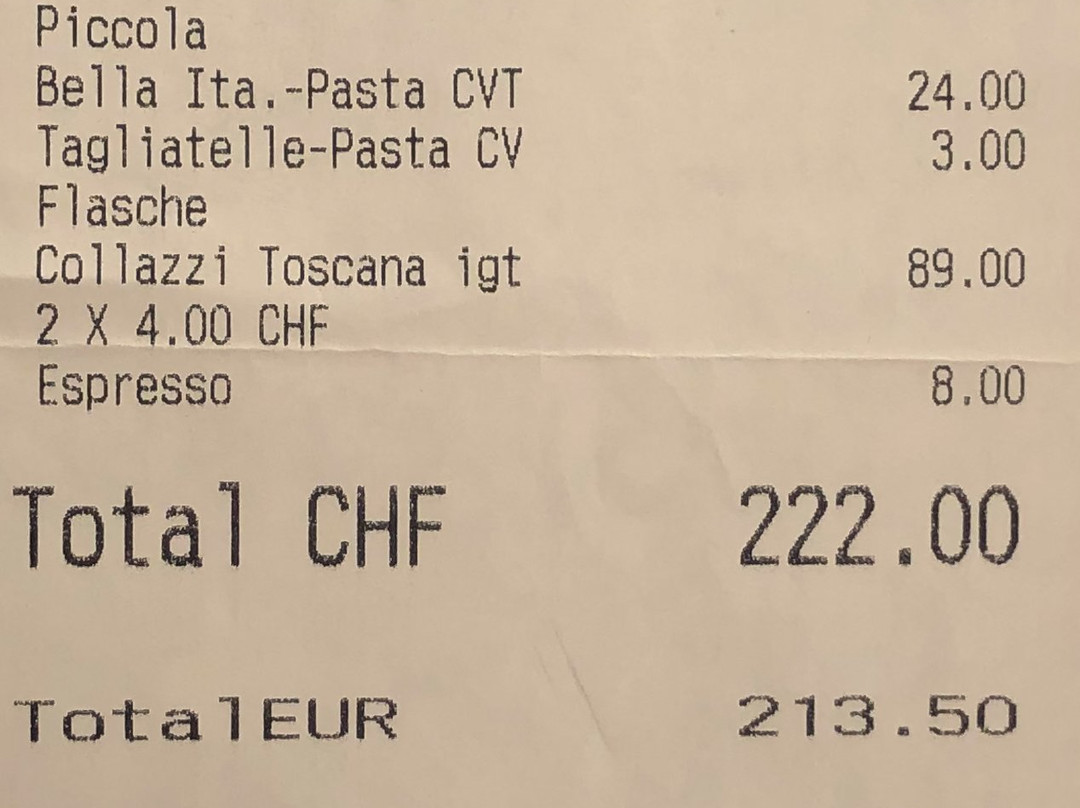 Piccola
Bella Ita.-Pasta CVT 24.00
Tagliatelle-Pasta CV 3.00
Flasche
Collazzi Toscana igt 89.00
2 X 4.00 CHF
Espresso 8.00
Total CHF 222.00
TotalEUR 213.50